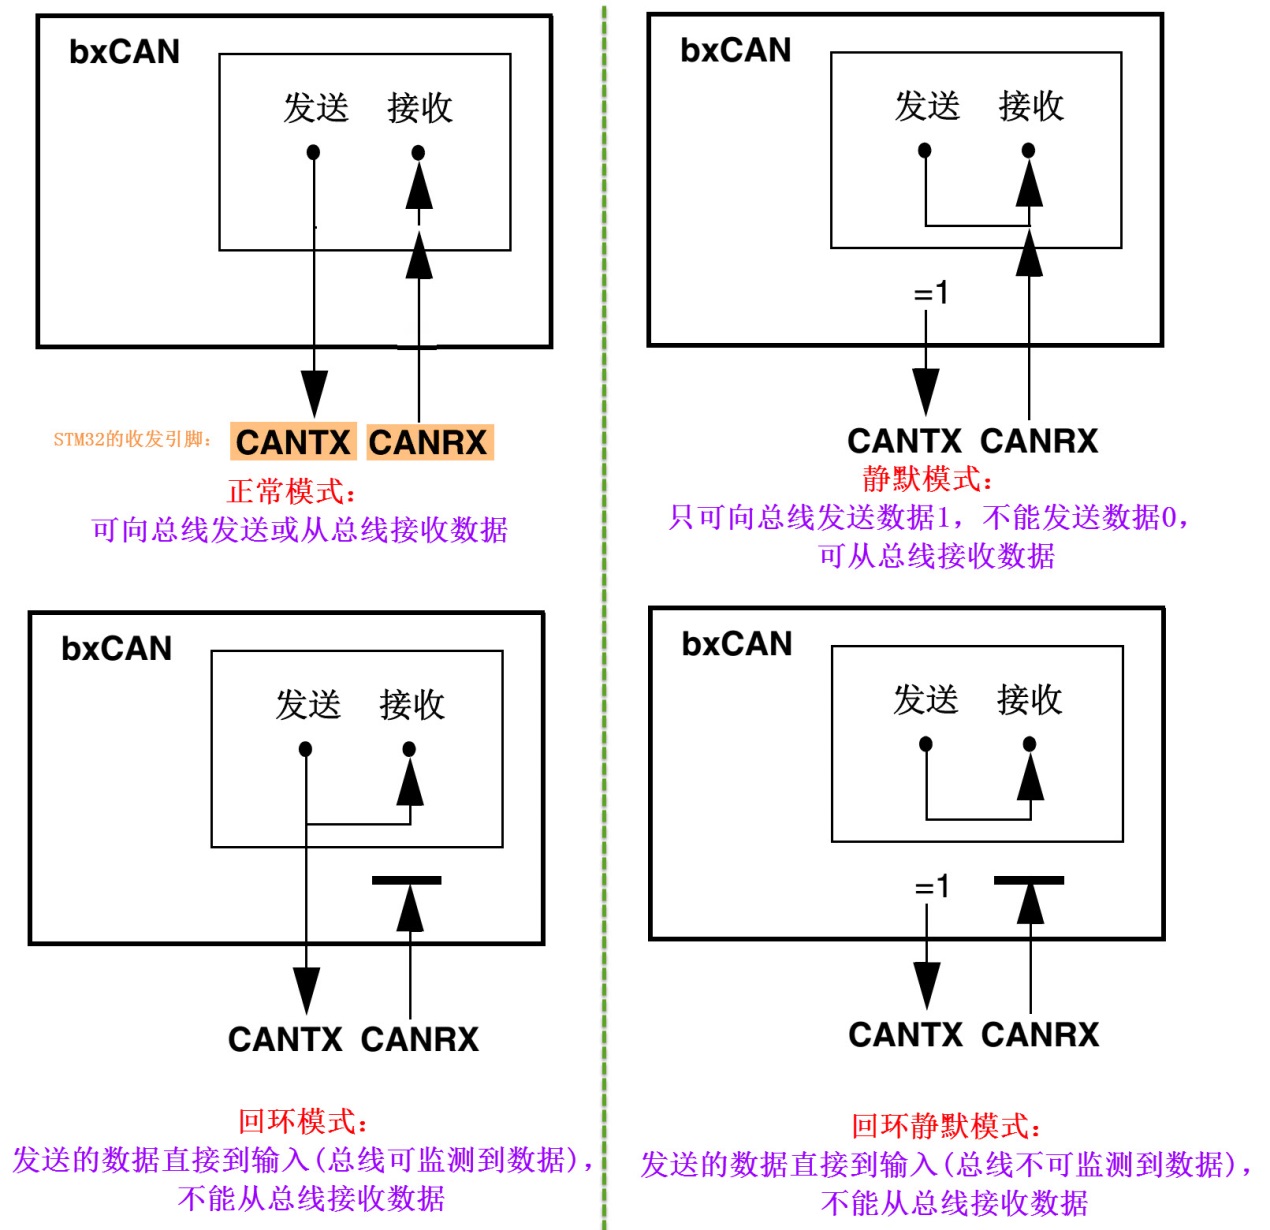 bxCAN
发送 接收
STM32的收发引脚：
CANTX CANRX
正常模式：
可向总线发送或从总线接收数据
bxCAN
发送 接收
=1
CANTX CANRX
静默模式：
只可向总线发送数据1，不能发送数据0，
可从总线接收数据
bxCAN
发送 接收
CANTX CANRX
回环模式：
发送的数据直接到输入(总线可监测到数据)，
不能从总线接收数据
bxCAN
发送 接收
=1
CANTX CANRX
回环静默模式：
发送的数据直接到输入(总线不可监测到数据)，
不能从总线接收数据